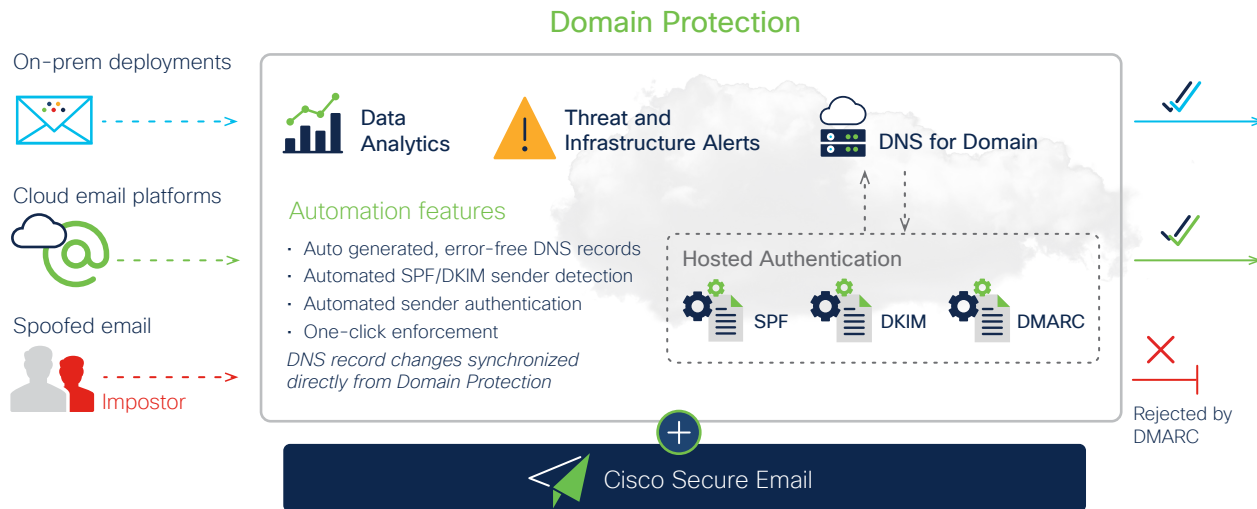 Domain Protection
On-prem deployments
Cloud email platforms
Spoofed email
Impostor
Data
Analytics
Threat and
Infrastructure Alerts
DNS for Domain
Automation features
· Auto generated, error-free DNS records
· Automated SPF/DKIM sender detection
· Automated sender authentication
· One-click enforcement
DNS record changes synchronized
directly from Domain Protection
Hosted Authentication
SPF
DKIM
DMARC
Rejected by
DMARC
Cisco Secure Email